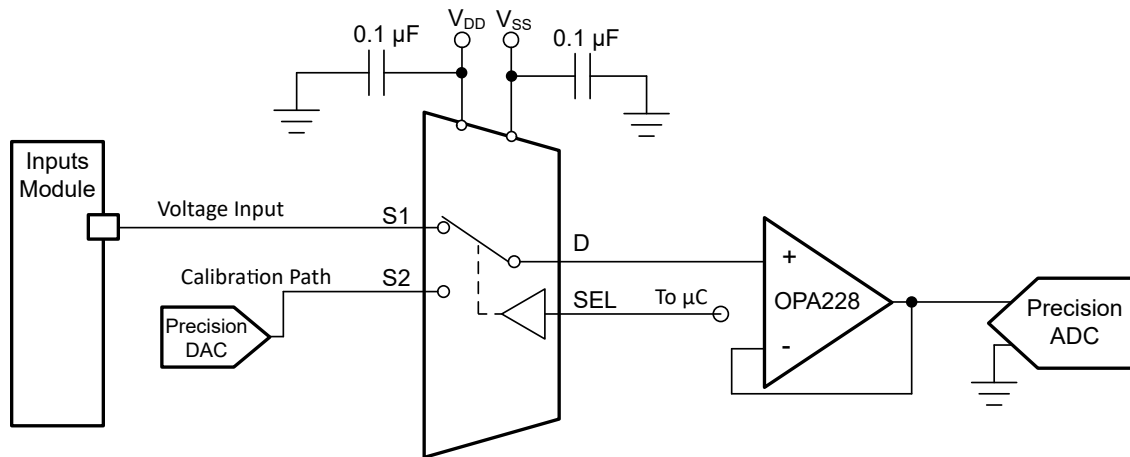 V_DD
V_SS
0.1 µF
0.1 µF
Inputs
Module
Voltage Input
S1
D
Calibration Path
S2
SEL
To µC
Precision
DAC
+
OPA228
-
Precision
ADC